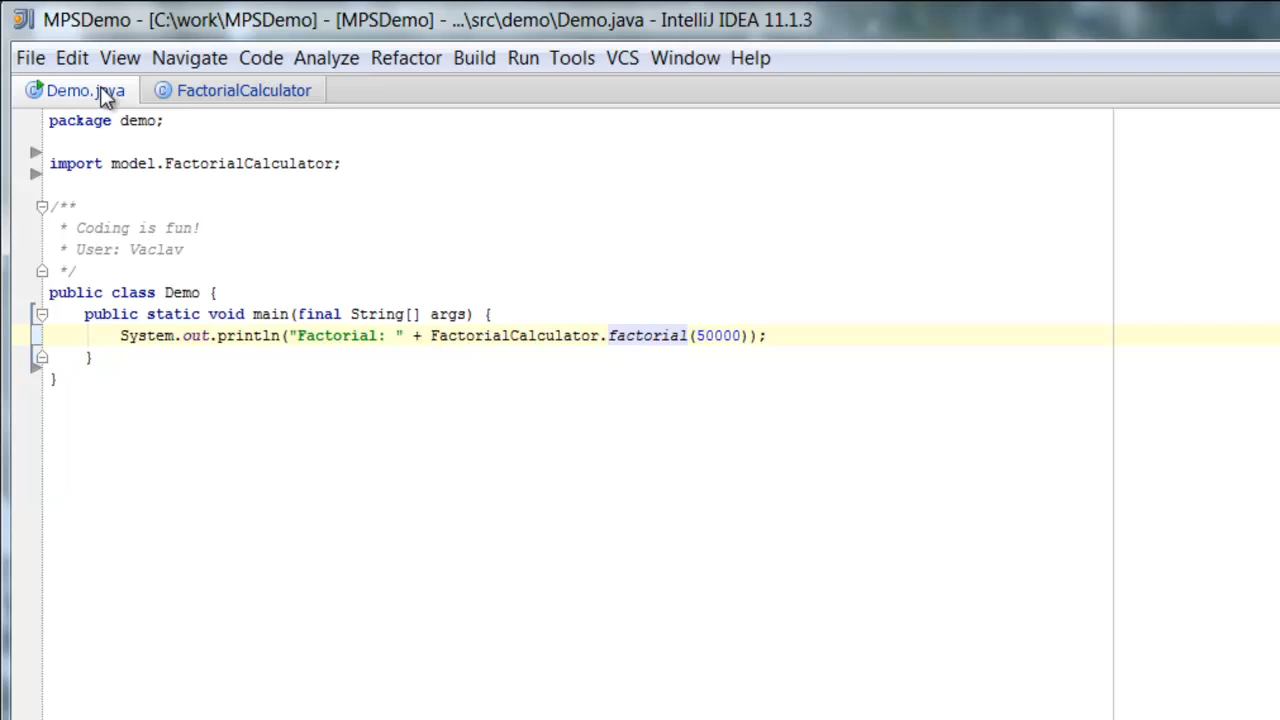 MPSDemo - [C:\work\MPSDemo] - [MPSDemo] - ...\src\demo\Demo.java - IntelliJ IDEA 11.1.3
File Edit View Navigate Code Analyze Refactor Build Run Tools VCS Window Help
Demo.java FactorialCalculator
package demo;
import model.FactorialCalculator;
/**
* Coding is fun!
* User: Vaclav
*/
public class Demo {
public static void main(final String[] args) {
System.out.println("Factorial: " + FactorialCalculator.factorial(50000));
}
}